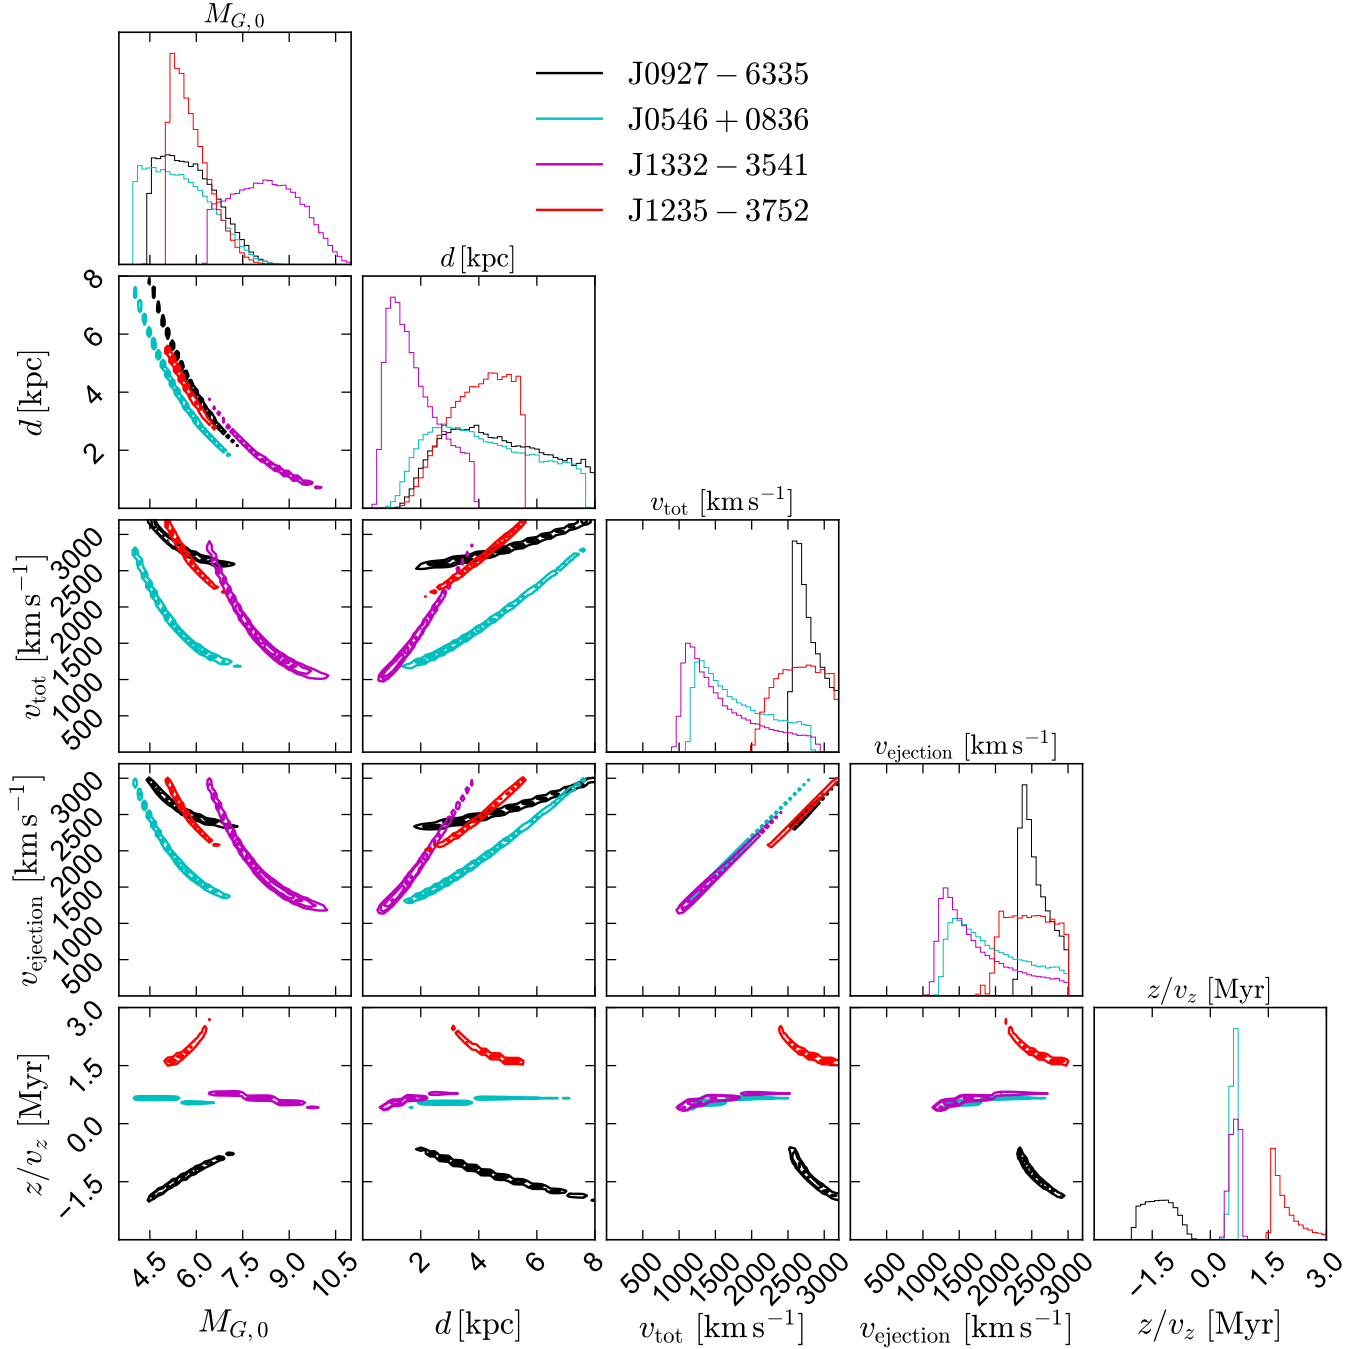 M_{G,0}
J0927 − 6335
J0546 + 0836
J1332 − 3541
J1235 − 3752
d [kpc]
8
6
4
2
d [kpc]
v_tot [km s⁻¹]
3000
2500
2000
1500
1000
500
v_tot [km s⁻¹]
v_ejection [km s⁻¹]
3000
2500
2000
1500
1000
500
v_ejection [km s⁻¹]
z/v_z [Myr]
3.0
1.5
0.0
−1.5
z/v_z [Myr]
4.5 6.0 7.5 9.0 10.5
2 4 6 8
500 1000 1500 2000 2500 3000
500 1000 1500 2000 2500 3000
−1.5 0.0 1.5 3.0
M_{G,0}
d [kpc]
v_tot [km s⁻¹]
v_ejection [km s⁻¹]
z/v_z [Myr]